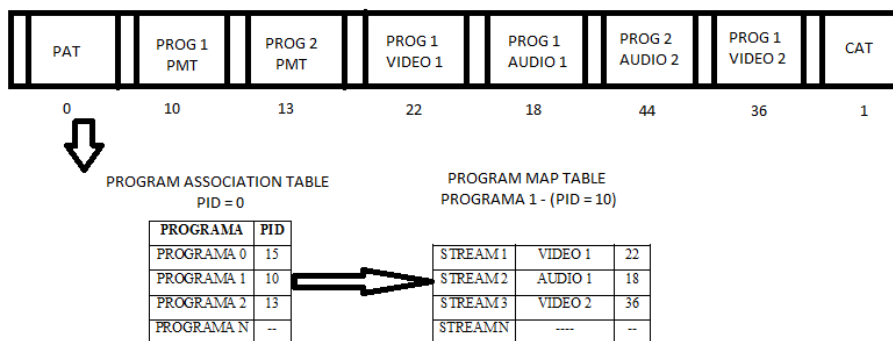 PAT
PROG 1
PMT
PROG 2
PMT
PROG 1
VIDEO 1
PROG 1
AUDIO 1
PROG 2
AUDIO 2
PROG 1
VIDEO 2
CAT
0 10 13 22 18 44 36 1
PROGRAM ASSOCIATION TABLE
PID = 0
PROGRAMA PID
PROGRAMA 0 15
PROGRAMA 1 10
PROGRAMA 2 13
PROGRAMA N --
PROGRAM MAP TABLE
PROGRAMA 1 - (PID = 10)
STREAM 1 VIDEO 1 22
STREAM 2 AUDIO 1 18
STREAM 3 VIDEO 2 36
STREAM N ---- --